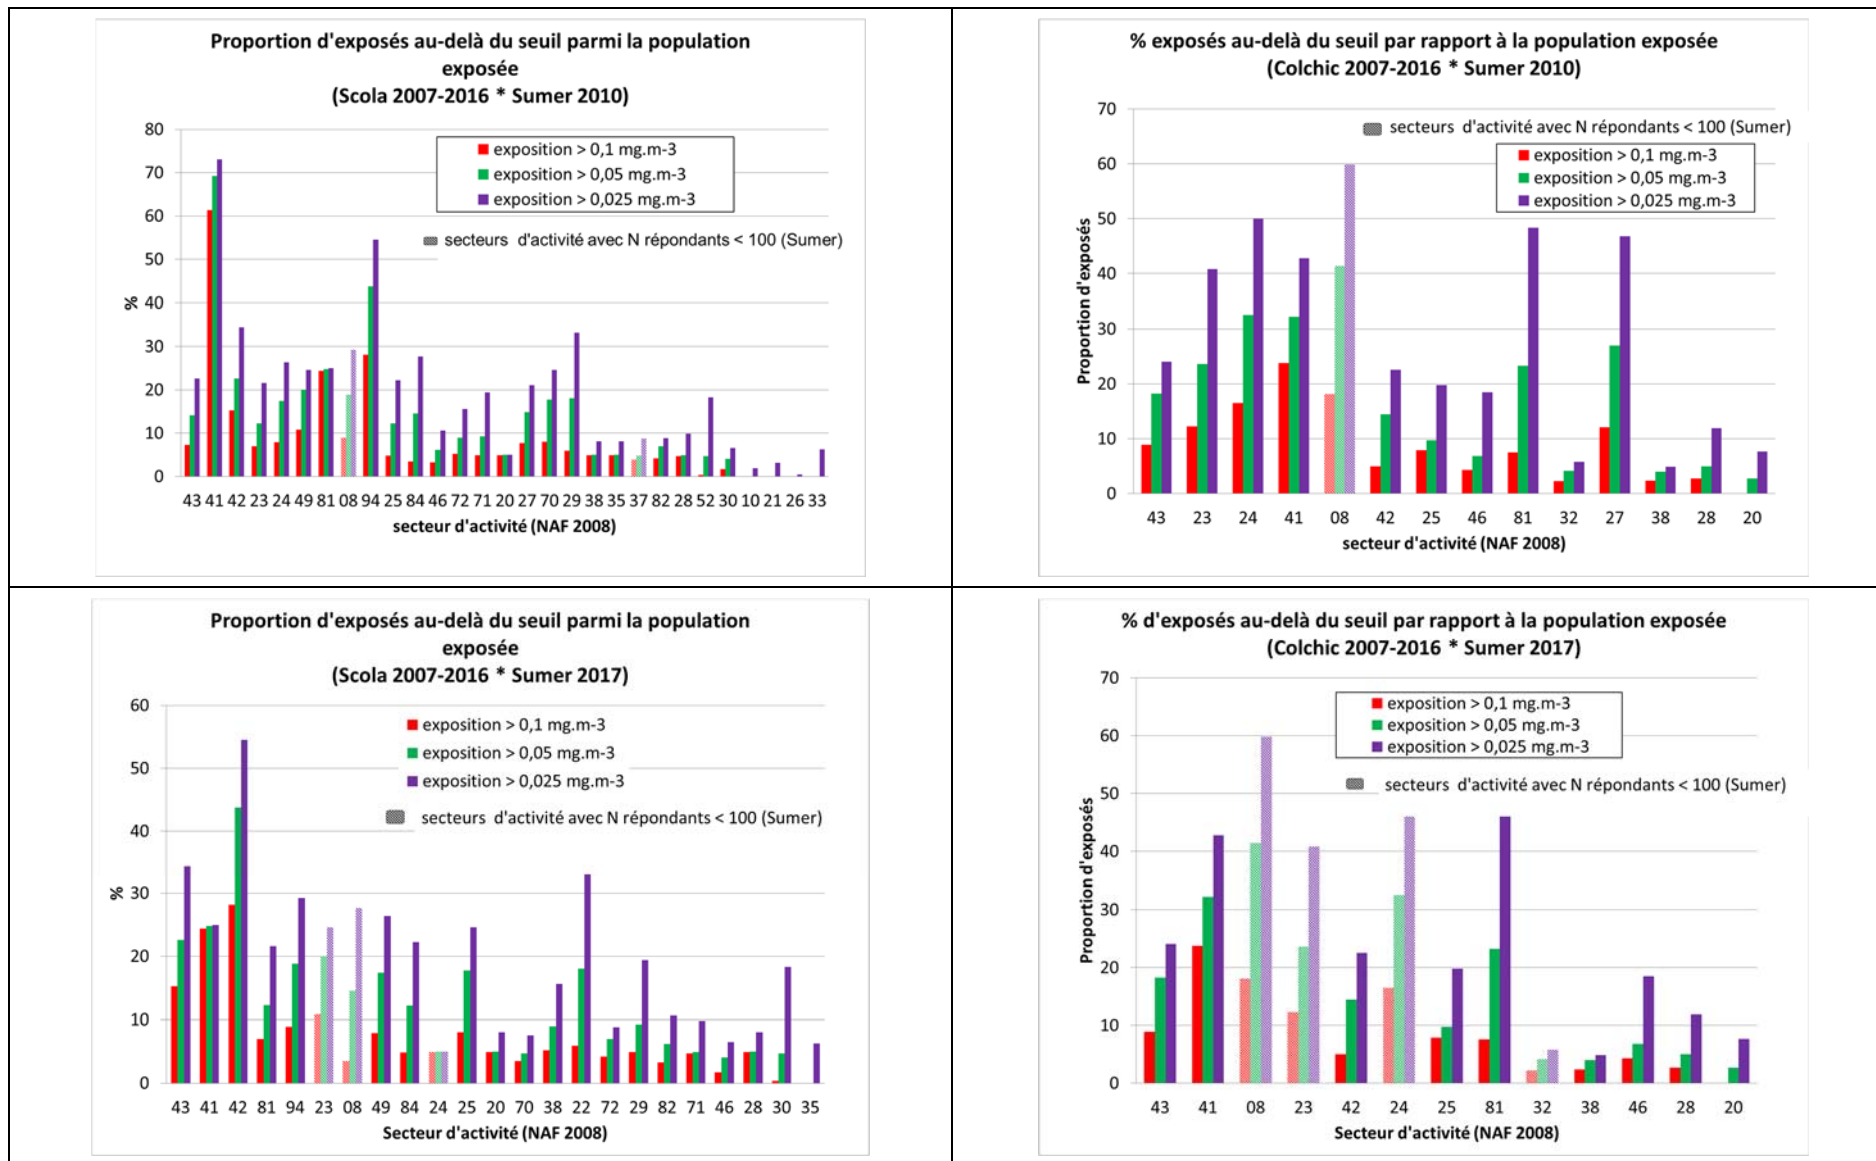 Proportion d'exposés au-delà du seuil parmi la population
exposée
(Scola 2007-2016 * Sumer 2010)
exposition > 0,1 mg.m-3
exposition > 0,05 mg.m-3
exposition > 0,025 mg.m-3
secteurs d'activité avec N répondants < 100 (Sumer)
%
80
70
60
50
40
30
20
10
0
43 41 42 23 24 49 81 08 94 25 84 46 72 71 20 27 70 29 38 35 37 82 28 52 30 10 21 26 33
secteur d'activité (NAF 2008)
% exposés au-delà du seuil par rapport à la population exposée
(Colchic 2007-2016 * Sumer 2010)
secteurs d'activité avec N répondants < 100 (Sumer)
exposition > 0,1 mg.m-3
exposition > 0,05 mg.m-3
exposition > 0,025 mg.m-3
Proportion d'exposés
70
60
50
40
30
20
10
0
43 23 24 41 08 42 25 46 81 32 27 38 28 20
secteur d'activité (NAF 2008)
Proportion d'exposés au-delà du seuil parmi la population
exposée
(Scola 2007-2016 * Sumer 2017)
exposition > 0,1 mg.m-3
exposition > 0,05 mg.m-3
exposition > 0,025 mg.m-3
secteurs d'activité avec N répondants < 100 (Sumer)
%
60
50
40
30
20
10
0
43 41 42 81 94 23 08 49 84 24 25 20 70 38 22 72 29 82 71 46 28 30 35
Secteur d'activité (NAF 2008)
% d'exposés au-delà du seuil par rapport à la population exposée
(Colchic 2007-2016 * Sumer 2017)
exposition > 0,1 mg.m-3
exposition > 0,05 mg.m-3
exposition > 0,025 mg.m-3
secteurs d'activité avec N répondants < 100 (Sumer)
Proportion d'exposés
70
60
50
40
30
20
10
0
43 41 08 23 42 24 25 81 32 38 46 28 20
Secteur d'activité (NAF 2008)